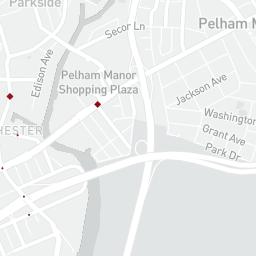 Parkside
Secor Ln
Pelham M
Edison Ave
Pelham Manor
Shopping Plaza
Jackson Ave
Washington
Grant Ave
Park Dr
HESTER